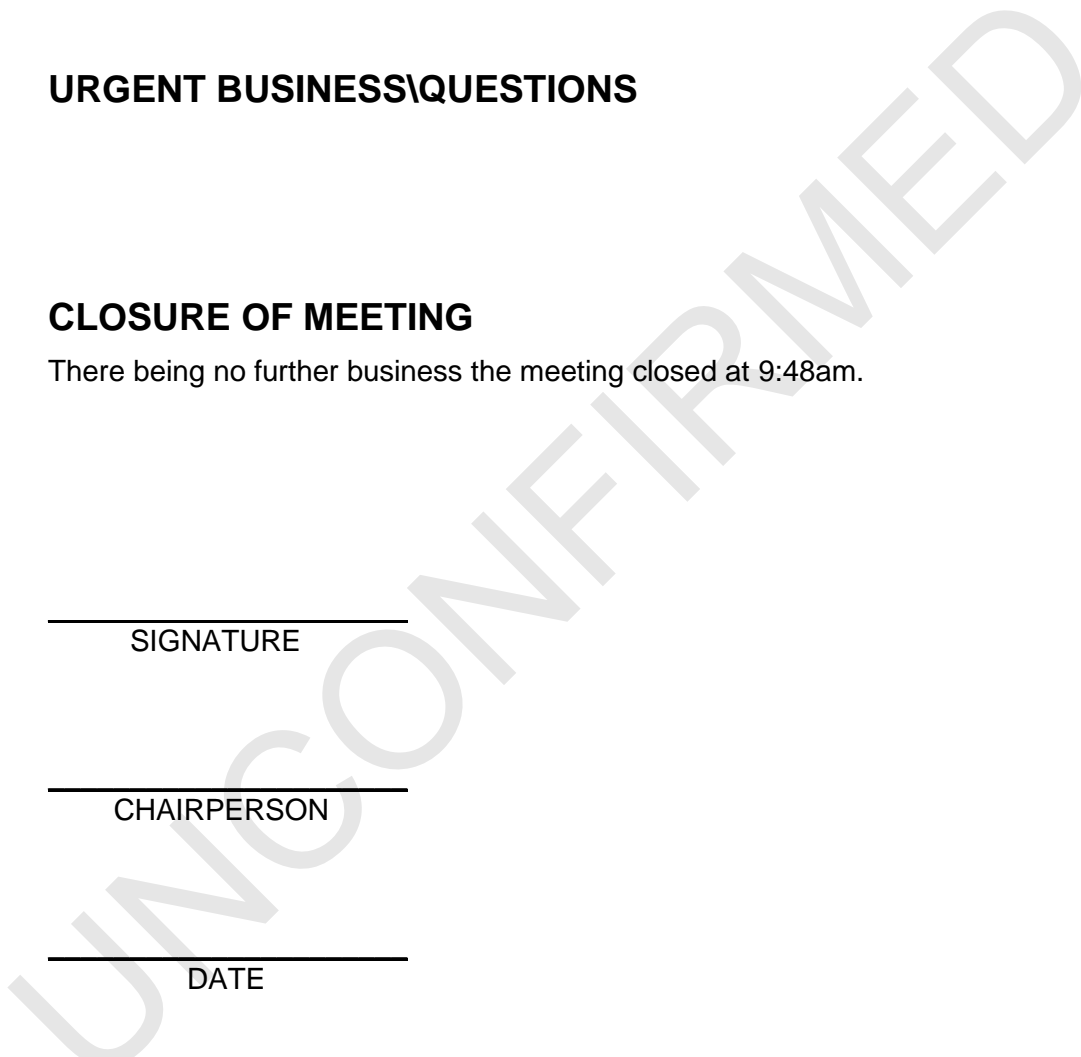 URGENT BUSINESS\QUESTIONS
CLOSURE OF MEETING
There being no further business the meeting closed at 9:48am.
SIGNATURE
CHAIRPERSON
DATE
UNCONFIRMED